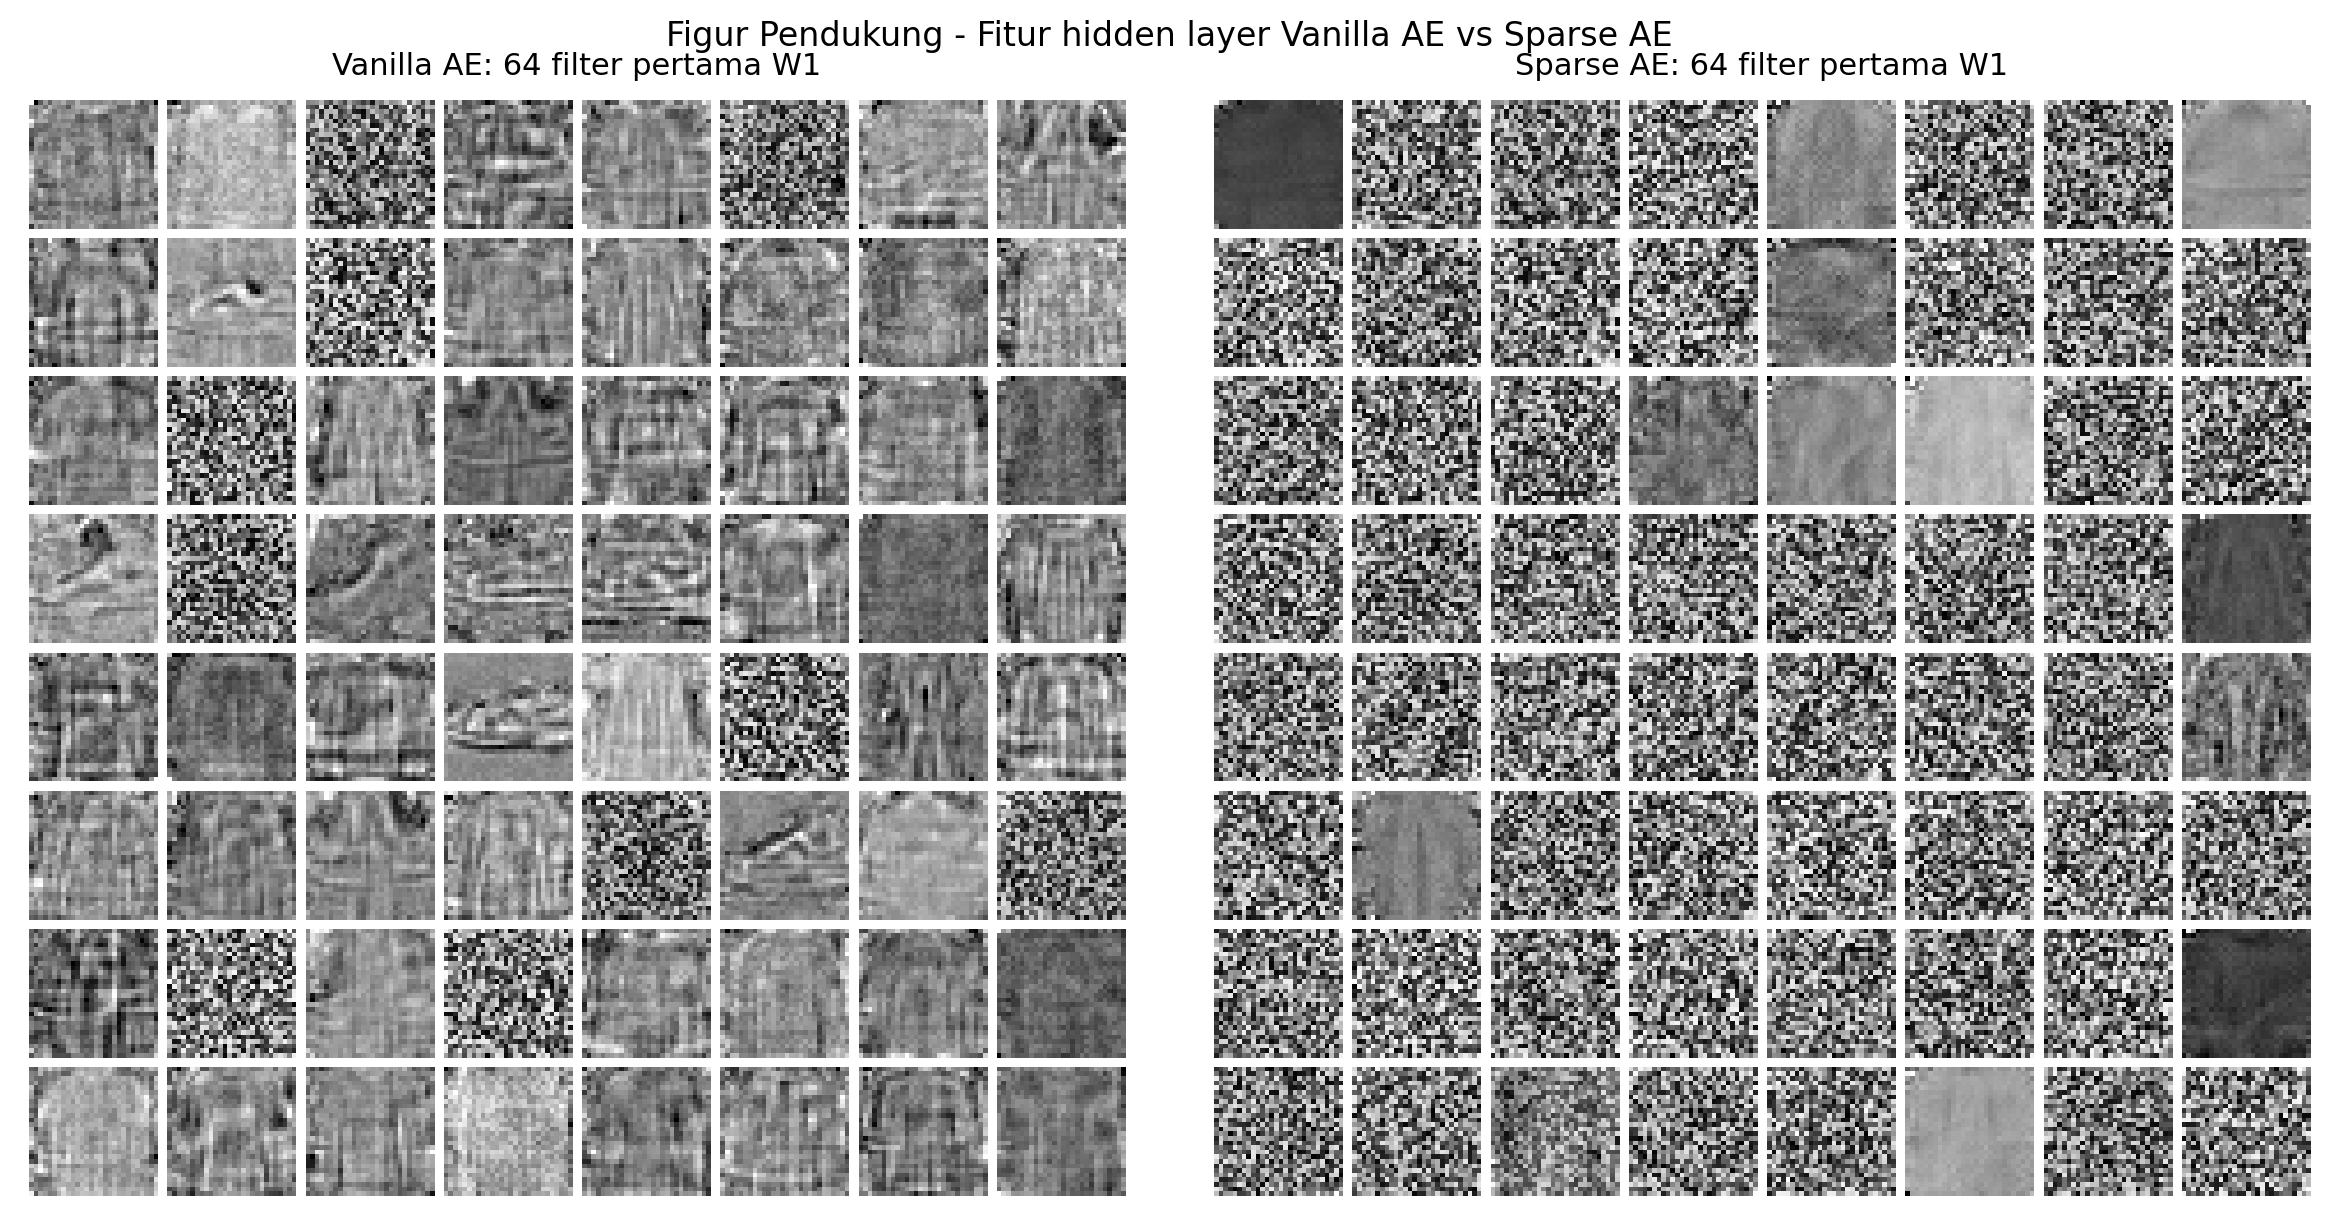 Figur Pendukung - Fitur hidden layer Vanilla AE vs Sparse AE
Vanilla AE: 64 filter pertama W1
Sparse AE: 64 filter pertama W1